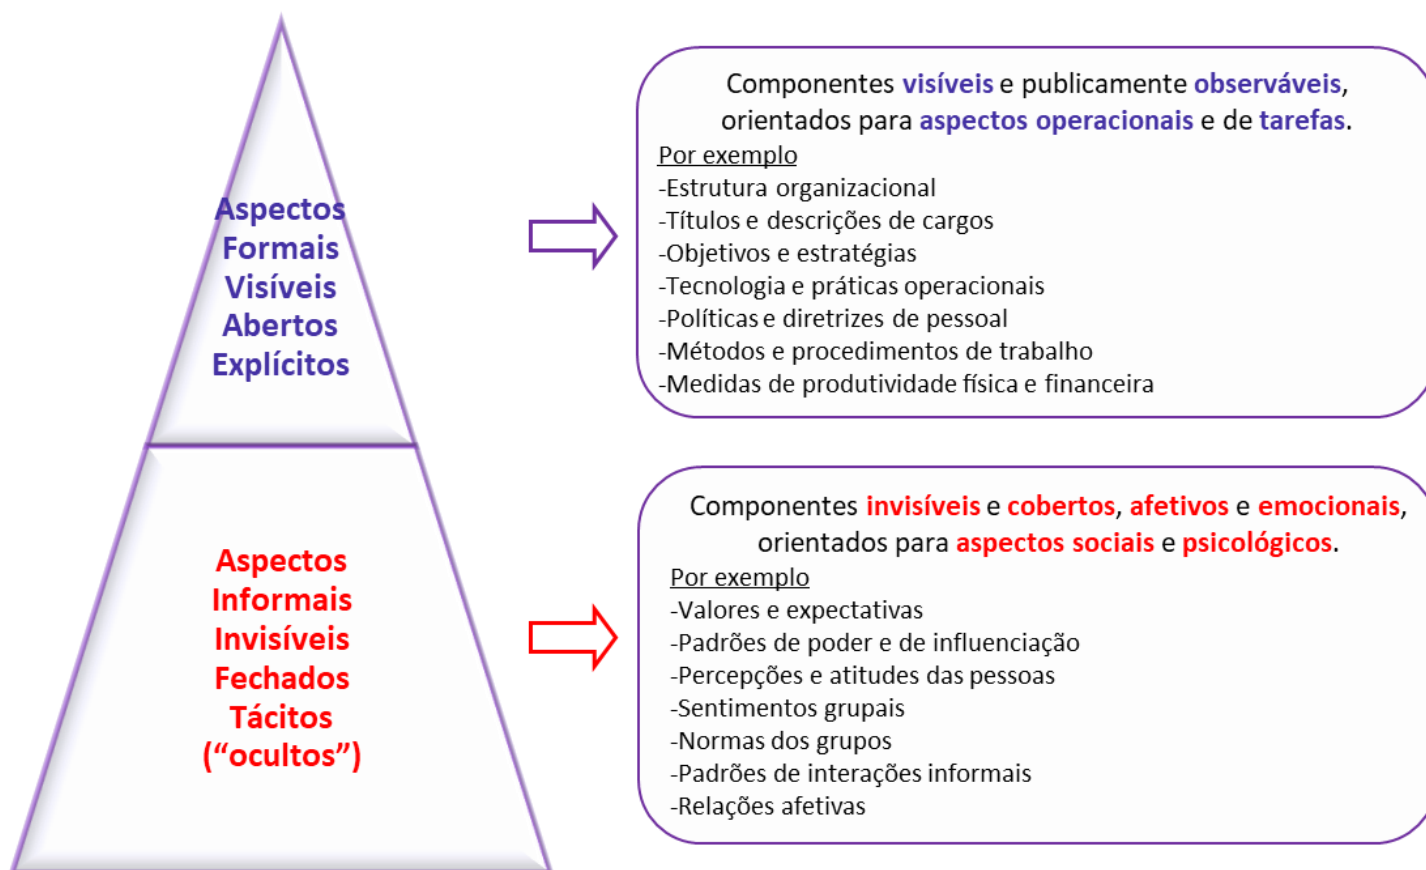 Aspectos
Formais
Visíveis
Abertos
Explícitos
Componentes visíveis e publicamente observáveis,
orientados para aspectos operacionais e de tarefas.
Por exemplo
-Estrutura organizacional
-Títulos e descrições de cargos
-Objetivos e estratégias
-Tecnologia e práticas operacionais
-Políticas e diretrizes de pessoal
-Métodos e procedimentos de trabalho
-Medidas de produtividade física e financeira
Aspectos
Informais
Invisíveis
Fechados
Tácitos
(“ocultos”)
Componentes invisíveis e cobertos, afetivos e emocionais,
orientados para aspectos sociais e psicológicos.
Por exemplo
-Valores e expectativas
-Padrões de poder e de influenciação
-Percepções e atitudes das pessoas
-Sentimentos grupais
-Normas dos grupos
-Padrões de interações informais
-Relações afetivas